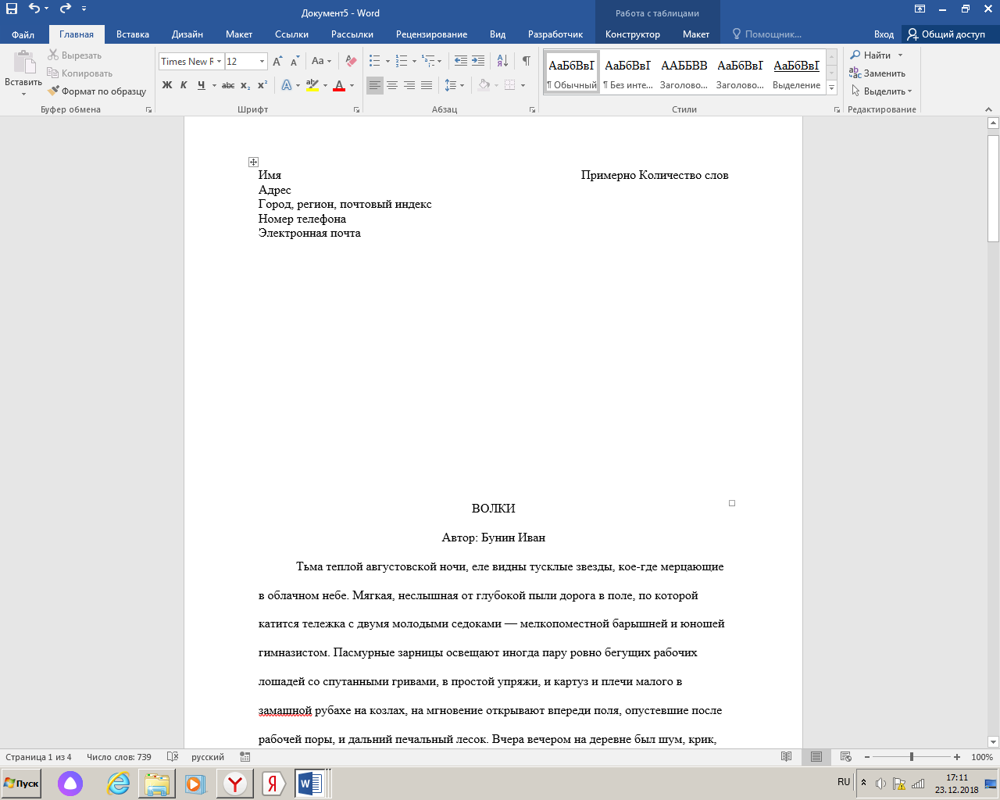 Документ5 - Word
Работа с таблицами
Файл
Главная
Вставка
Дизайн
Макет
Ссылки
Рассылки
Рецензирование
Вид
Разработчик
Конструктор
Макет
Помощник...
Вход
Общий доступ
Вставить
Вырезать
Копировать
Формат по образцу
Буфер обмена
Times New R
12
Aa
Ж К Ч abc x₂ x²
Шрифт
Абзац
АаБбВвГ
АаБбВвГ
ААББВВ
АаБбВвГ
АаБбВвГ
¶ Обычный
¶ Без инте...
Заголово...
Заголово...
Выделение
Стили
Найти
Заменить
Выделить
Редактирование
Имя
Примерно Количество слов
Адрес
Город, регион, почтовый индекс
Номер телефона
Электронная почта
ВОЛКИ
Автор: Бунин Иван
Тьма теплой августовской ночи, еле видны тусклые звезды, кое-где мерцающие
в облачном небе. Мягкая, неслышная от глубокой пыли дорога в поле, по которой
катится тележка с двумя молодыми седоками — мелкопоместной барышней и юношей
гимназистом. Пасмурные зарницы освещают иногда пару ровно бегущих рабочих
лошадей со спутанными гривами, в простой упряжи, и картуз и плечи малого в
замашной рубахе на козлах, на мгновение открывают впереди поля, опустевшие после
рабочей поры, и дальний печальный лесок. Вчера вечером на деревне был шум, крик,
Страница 1 из 4
Число слов: 739
русский
100%
Пуск
RU
17:11
23.12.2018